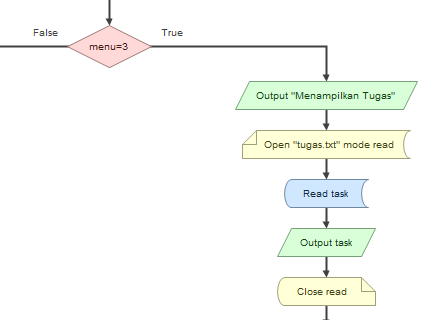 False
True
menu=3
Output "Menampilkan Tugas"
Open "tugas.txt" mode read
Read task
Output task
Close read